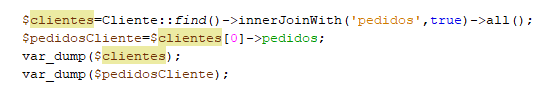 $clientes=Cliente::find()->innerJoinWith('pedidos',true)->all();
$pedidosCliente=$clientes[0]->pedidos;
var_dump($clientes);
var_dump($pedidosCliente);